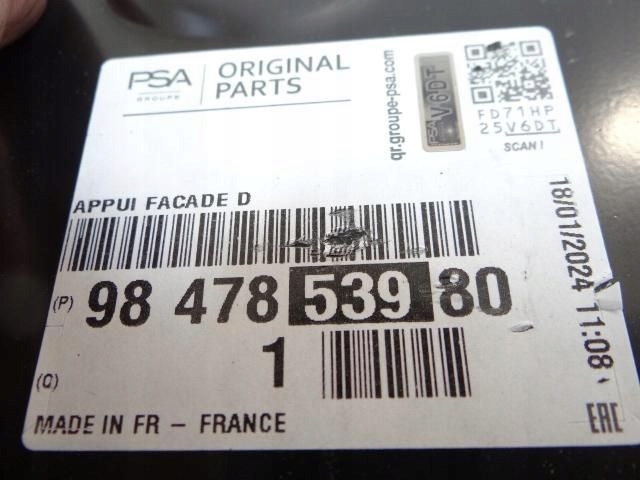 PSA
GROUPE
ORIGINAL
PARTS
qr.groupe-psa.com
PSA V6DT
FD71HP
25V6DT
SCAN!
APPUI FACADE D
(P) 98 478 539 80
(Q) 1
18/01/2024 11:08
MADE IN FR - FRANCE
EAC